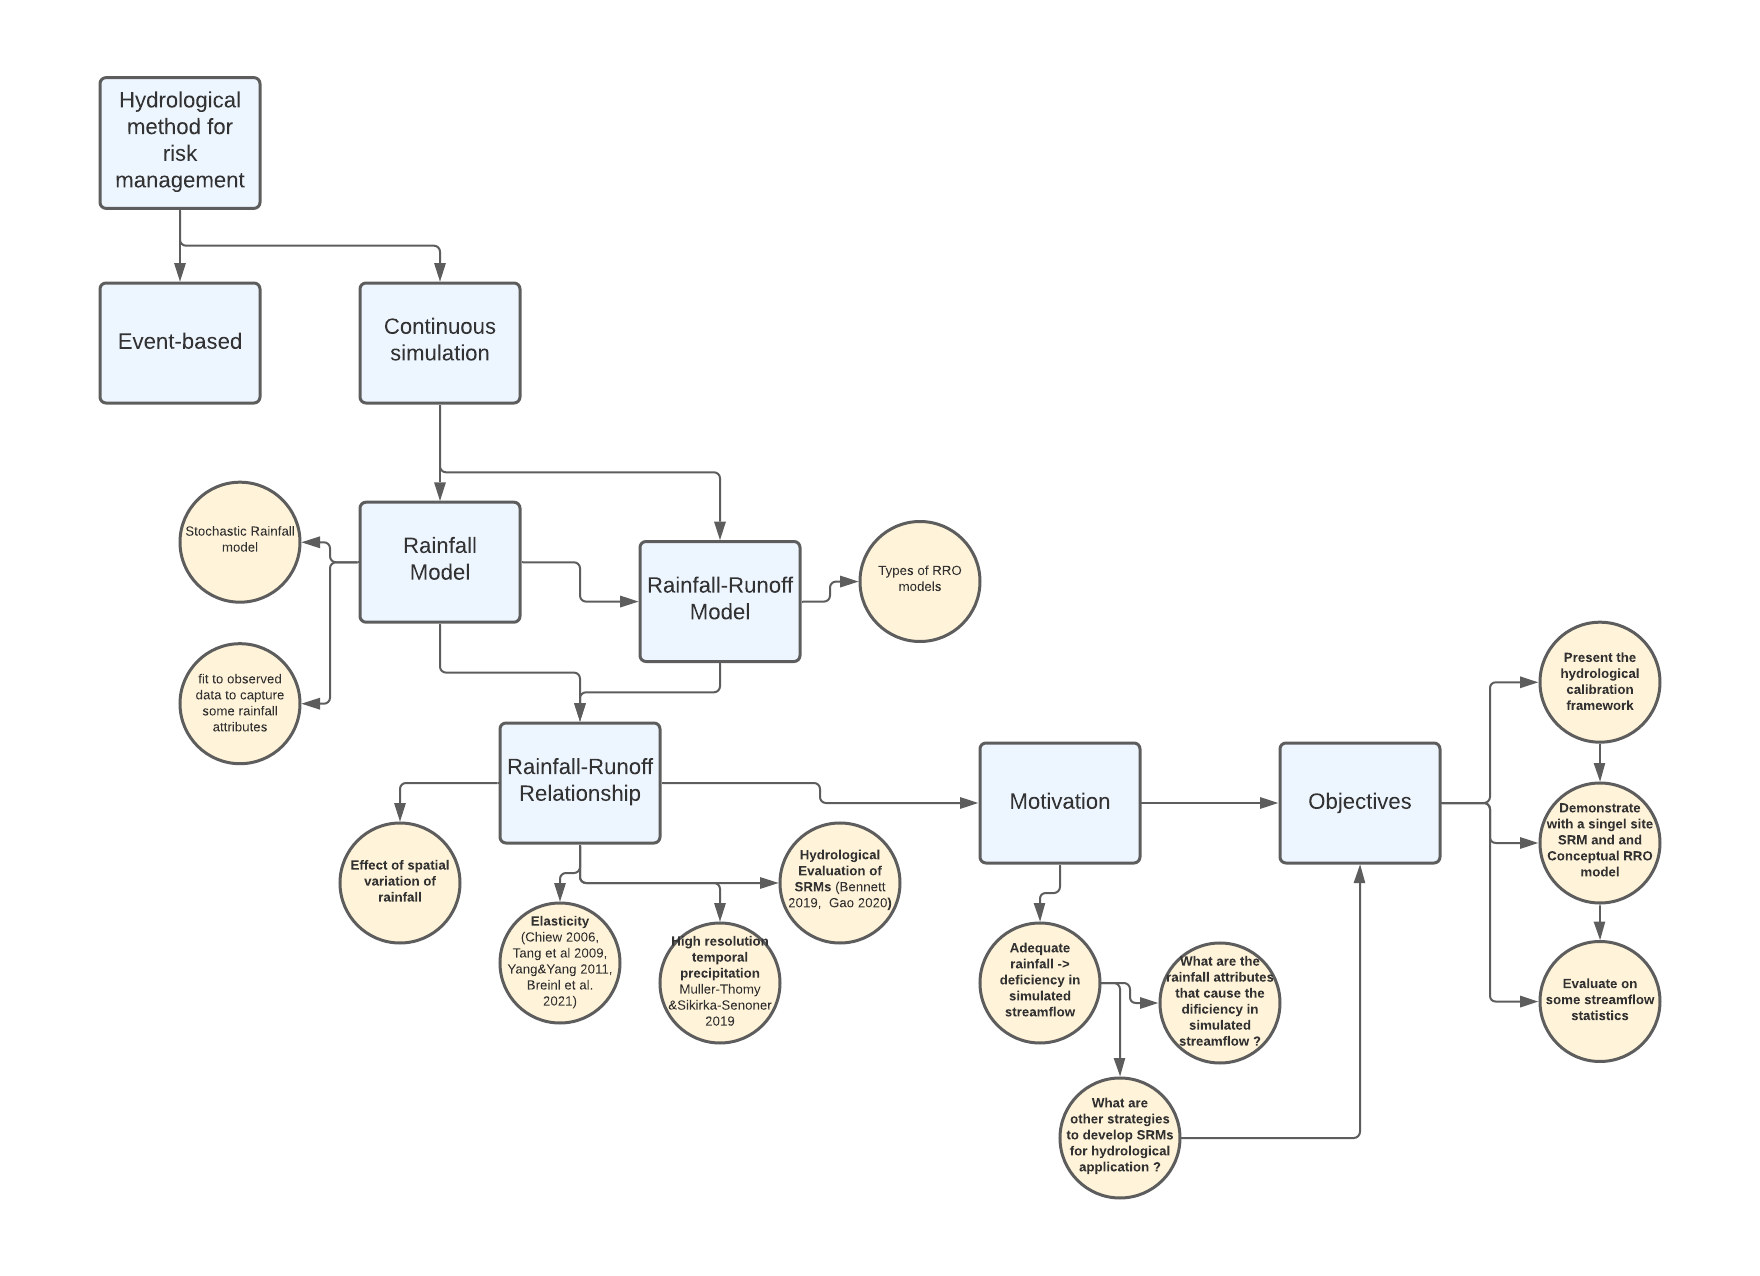 Hydrological
method for
risk
management
Event-based
Continuous
simulation
Stochastic Rainfall
model
Rainfall
Model
Rainfall-Runoff
Model
Types of RRO
models
fit to observed
data to capture
some rainfall
attributes
Rainfall-Runoff
Relationship
Motivation
Objectives
Present the
hydrological
calibration
framework
Demonstrate
with a singel site
SRM and and
Conceptual RRO
model
Evaluate on
some streamflow
statistics
Effect of spatial
variation of
rainfall
Elasticity
(Chiew 2006,
Tang et al 2009,
Yang&Yang 2011,
Breinl et al.
2021)
High resolution
temporal
precipitation
Muller-Thomy
&Sikirka-Senoner
2019
Hydrological
Evaluation of
SRMs (Bennett
2019, Gao 2020)
Adequate
rainfall ->
deficiency in
simulated
streamflow
What are the
rainfall attributes
that cause the
dificiency in
simulated
streamflow ?
What are
other strategies
to develop SRMs
for hydrological
application ?